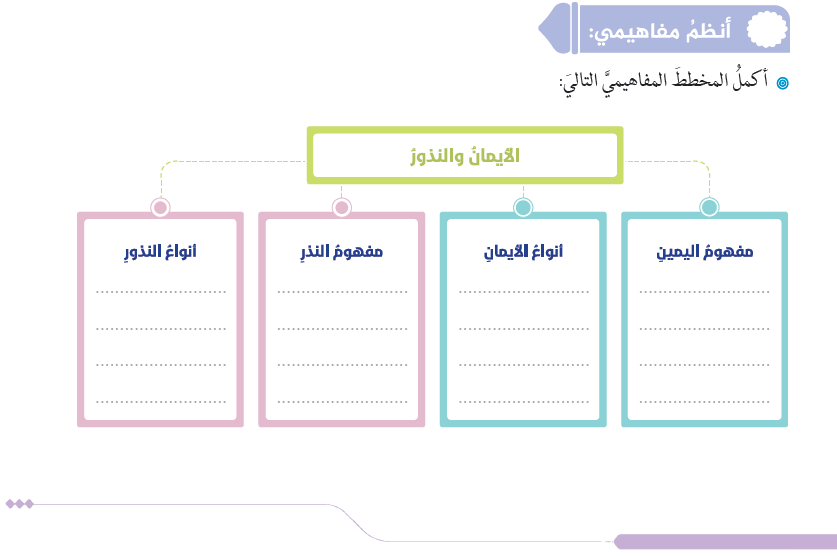 أنظمُ مفاهيمي:
أكملُ المخططَ المفاهيميَّ التاليَ:
الأيمانُ والنذورُ
مفهومُ اليمينِ
أنواعُ الأيمانِ
مفهومُ النذرِ
أنواعُ النذورِ